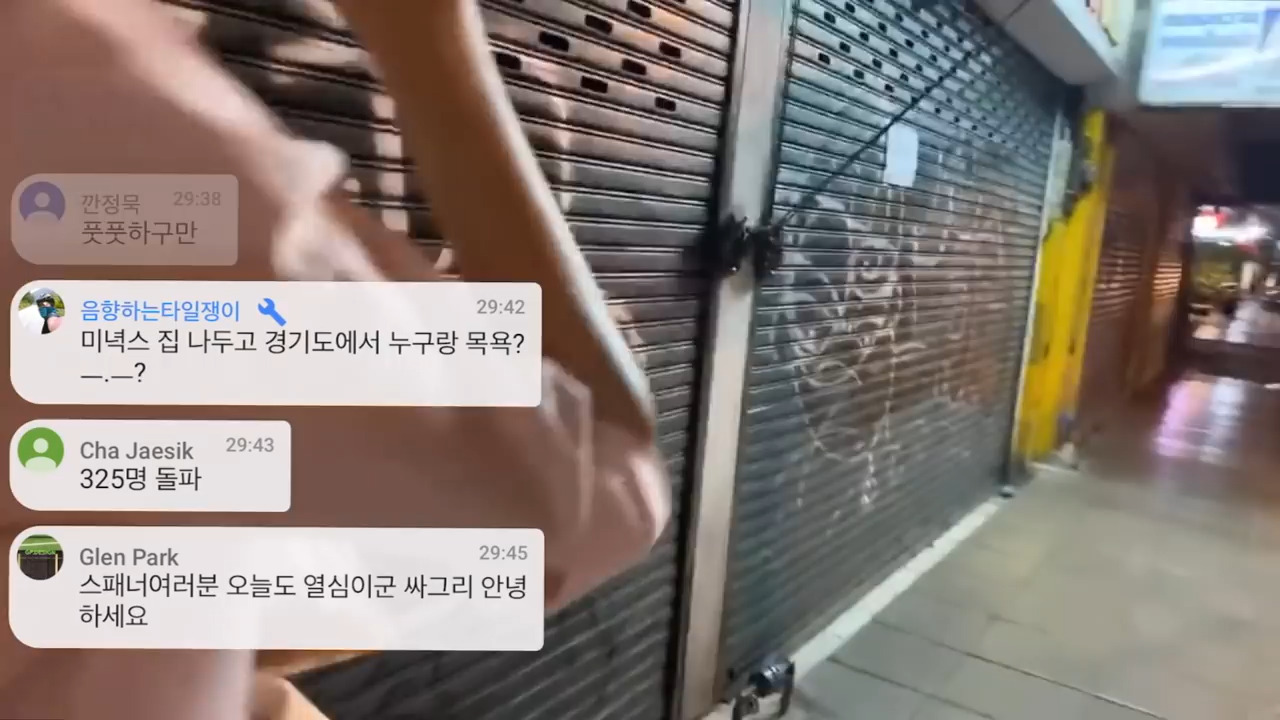 깐정묵 29:38
풋풋하구만
음향하는타일쟁이 29:42
미녁스 집 나두고 경기도에서 누구랑 목욕?
ㅡ.ㅡ?
Cha Jaesik 29:43
325명 돌파
Glen Park 29:45
스패너여러분 오늘도 열심이군 싸그리 안녕
하세요